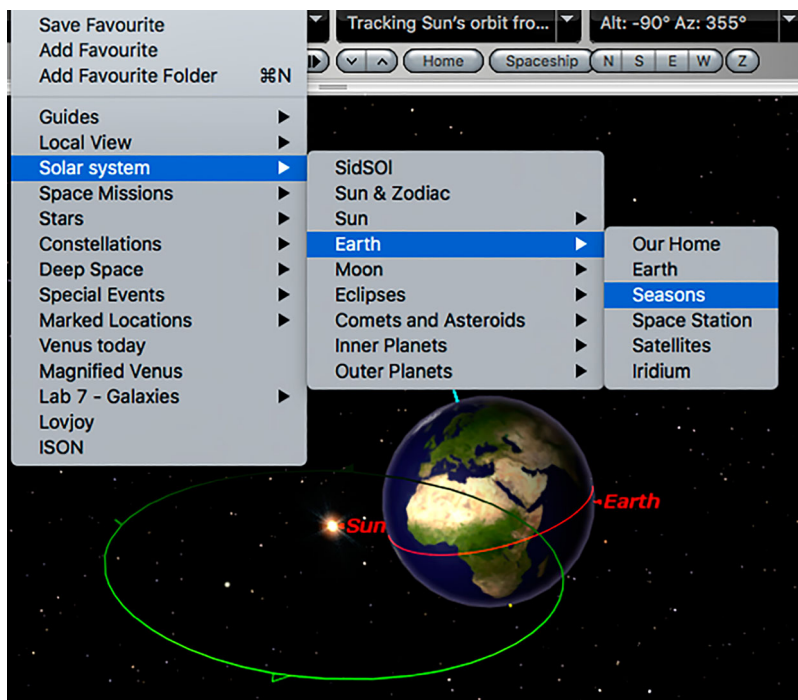 Save Favourite
Add Favourite
Add Favourite Folder ⌘N
Guides
Local View
Solar system
Space Missions
Stars
Constellations
Deep Space
Special Events
Marked Locations
Venus today
Magnified Venus
Lab 7 - Galaxies
Lovjoy
ISON
Tracking Sun's orbit fro...
Alt: -90° Az: 355°
Home
Spaceship
N S E W Z
SidSOl
Sun & Zodiac
Sun
Earth
Moon
Eclipses
Comets and Asteroids
Inner Planets
Outer Planets
Our Home
Earth
Seasons
Space Station
Satellites
Iridium
Sun
Earth